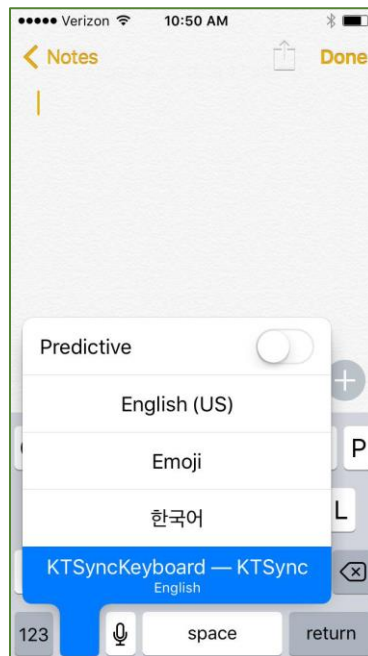 Verizon 10:50 AM
Notes Done
Predictive
English (US)
Emoji
한국어
P
L
KTSyncKeyboard — KTSync
English
123 space return